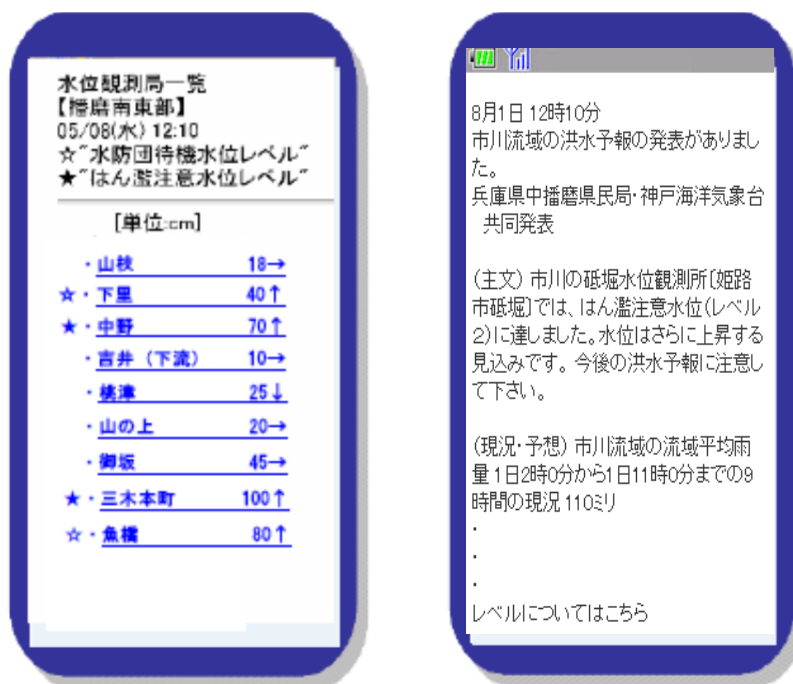 水位観測局一覧
【播磨南東部】
05/08(水) 12:10
☆"水防団待機水位レベル"
★"はん濫注意水位レベル"
[単位:cm]
・山枝 18→
☆・下里 40↑
★・中野 70↑
・吉井（下流） 10→
・桃津 25↓
・山の上 20→
・御坂 45→
★・三木本町 100↑
☆・魚橋 80↑
8月1日 12時10分
市川流域の洪水予報の発表がありまし
た。
兵庫県中播磨県民局・神戸海洋気象台
共同発表
(主文) 市川の砥堀水位観測所〔姫路
市砥堀〕では、はん濫注意水位(レベル
2)に達しました。水位はさらに上昇する
見込みです。今後の洪水予報に注意し
て下さい。
(現況・予想) 市川流域の流域平均雨
量 1日2時0分から1日11時0分までの9
時間の現況 110ミリ
・
・
・
レベルについてはこちら